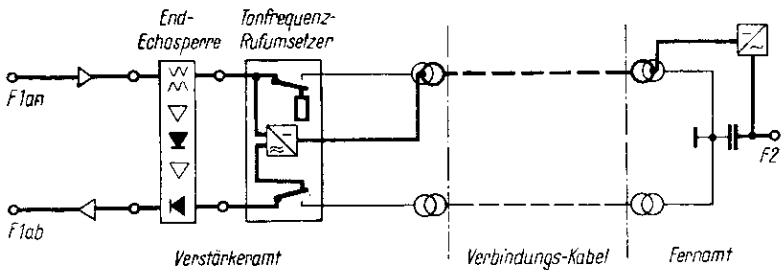 End-
Echosperre
Tonfrequenz-
Rufumsetzer
F1an
F2
F1ab
Verstärkeramt
Verbindungs-Kabel
Fernamt